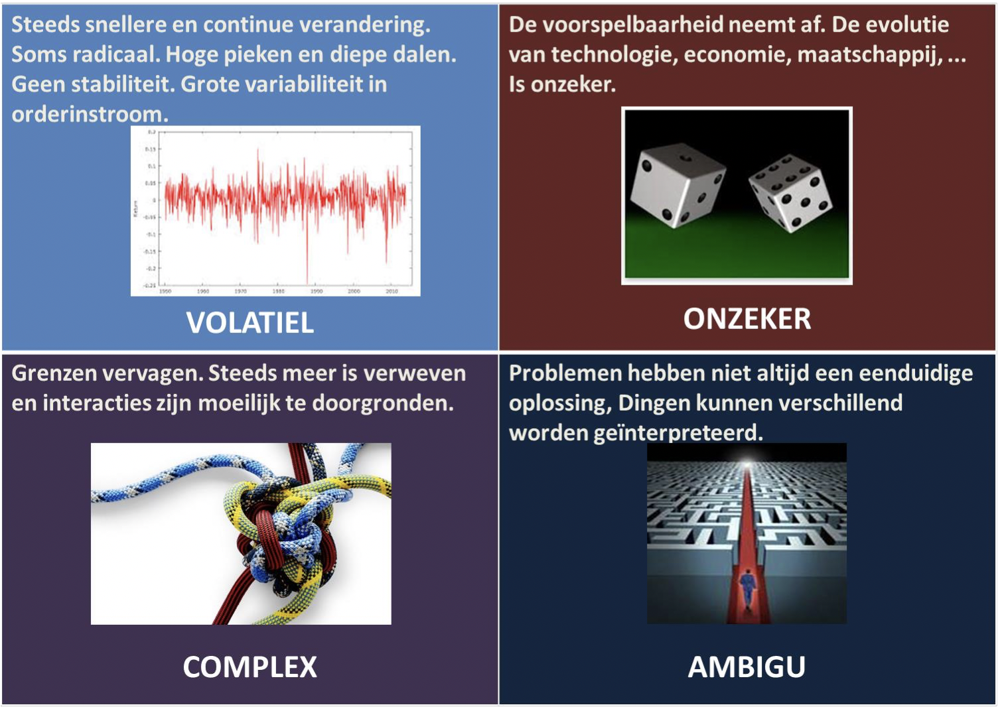 Steeds snellere en continue verandering.
Soms radicaal. Hoge pieken en diepe dalen.
Geen stabiliteit. Grote variabiliteit in
orderinstroom.
0.2
0.15
0.1
0.05
0
-0.05
-0.1
-0.15
-0.2
-0.25
Return
1950 1960 1970 1980 1990 2000 2010
VOLATIEL
De voorspelbaarheid neemt af. De evolutie
van technologie, economie, maatschappij, ...
Is onzeker.
ONZEKER
Grenzen vervagen. Steeds meer is verweven
en interacties zijn moeilijk te doorgronden.
COMPLEX
Problemen hebben niet altijd een eenduidige
oplossing, Dingen kunnen verschillend
worden geïnterpreteerd.
AMBIGU